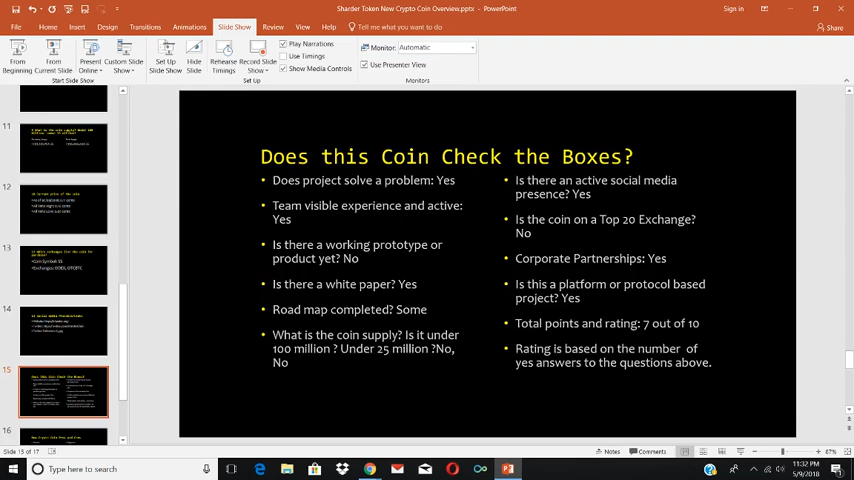 Sharder Token New Crypto Coin Overview.pptx - PowerPoint
Sign in
File Home Insert Design Transitions Animations Slide Show Review View Help Tell me what you want to do
Share
From Beginning
From Current Slide
Present Online
Custom Slide Show
Set Up Slide Show
Hide Slide
Rehearse Timings
Record Slide Show
Play Narrations
Use Timings
Show Media Controls
Monitor: Automatic
Use Presenter View
Start Slide Show
Set Up
Monitors
11
12
13
14
15
16
Does this Coin Check the Boxes?
• Does project solve a problem: Yes
• Team visible experience and active:
Yes
• Is there a working prototype or
product yet? No
• Is there a white paper? Yes
• Road map completed? Some
• What is the coin supply? Is it under
100 million ? Under 25 million ?No,
No
• Is there an active social media
presence? Yes
• Is the coin on a Top 20 Exchange?
No
• Corporate Partnerships: Yes
• Is this a platform or protocol based
project? Yes
• Total points and rating: 7 out of 10
• Rating is based on the number of
yes answers to the questions above.
Slide 15 of 17
Notes
Comments
67%
Type here to search
11:32 PM
5/9/2018